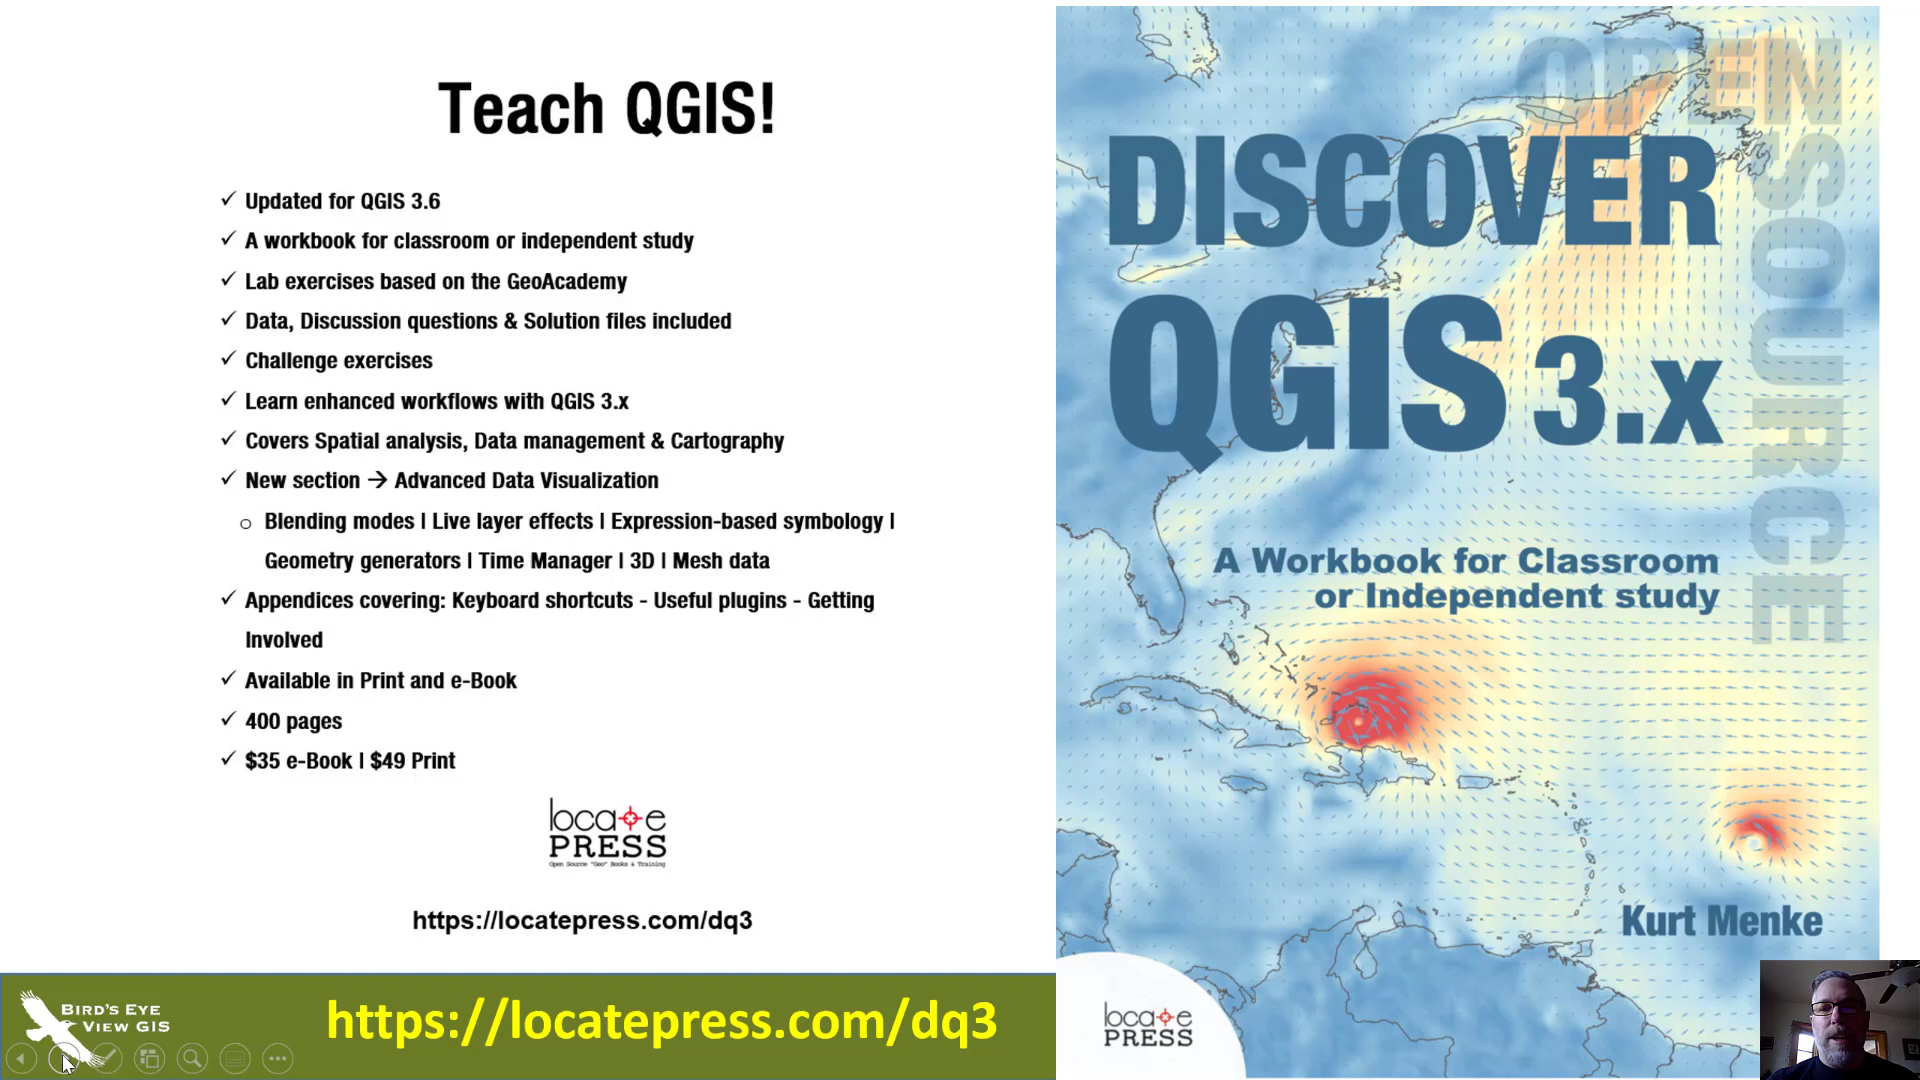 Teach QGIS!
✓ Updated for QGIS 3.6
✓ A workbook for classroom or independent study
✓ Lab exercises based on the GeoAcademy
✓ Data, Discussion questions & Solution files included
✓ Challenge exercises
✓ Learn enhanced workflows with QGIS 3.x
✓ Covers Spatial analysis, Data management & Cartography
✓ New section → Advanced Data Visualization
○ Blending modes | Live layer effects | Expression-based symbology |
Geometry generators | Time Manager | 3D | Mesh data
✓ Appendices covering: Keyboard shortcuts - Useful plugins - Getting
Involved
✓ Available in Print and e-Book
✓ 400 pages
✓ $35 e-Book | $49 Print
locate
PRESS
Open Source "Geo" Books & Training
https://locatepress.com/dq3
BIRD'S EYE
VIEW GIS
https://locatepress.com/dq3
OPEN
SOURCE
DISCOVER
QGIS 3.x
A Workbook for Classroom
or Independent study
Kurt Menke
locate
PRESS